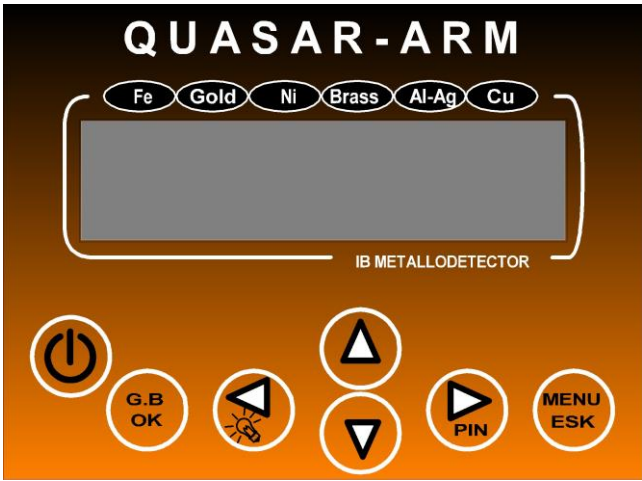 QUASAR-ARM
Fe Gold Ni Brass Al-Ag Cu
IB METALLODETECTOR
G.B
OK
PIN
MENU
ESK